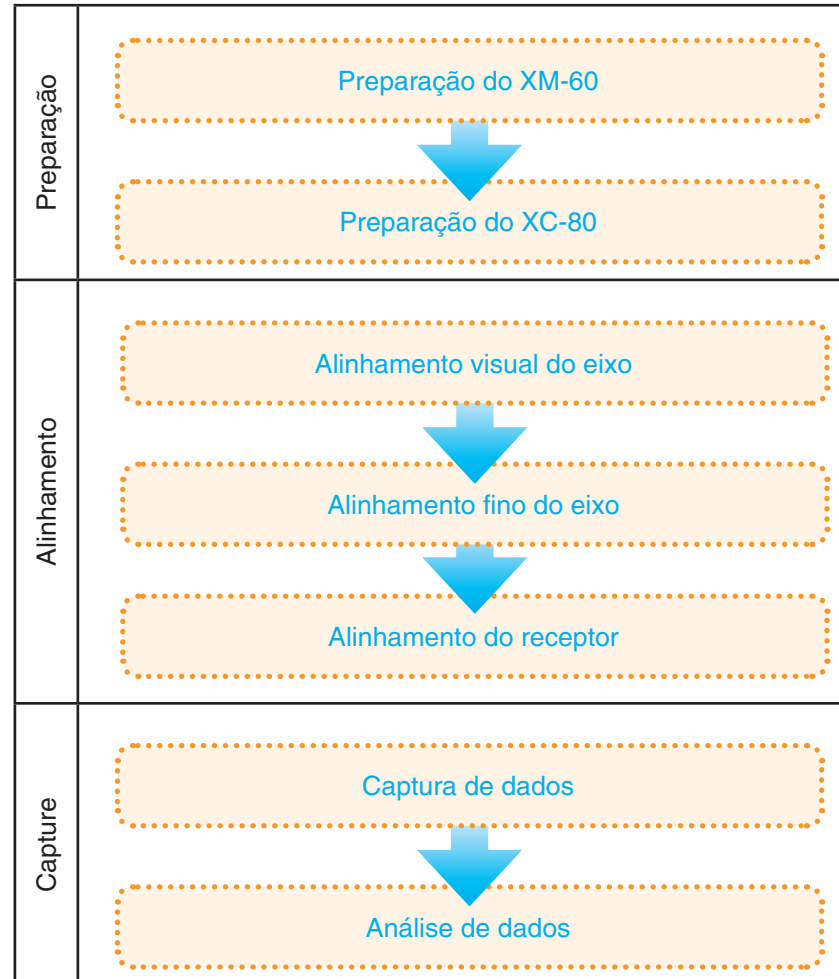 Preparação
Preparação do XM-60
Preparação do XC-80
Alinhamento
Alinhamento visual do eixo
Alinhamento fino do eixo
Alinhamento do receptor
Capture
Captura de dados
Análise de dados